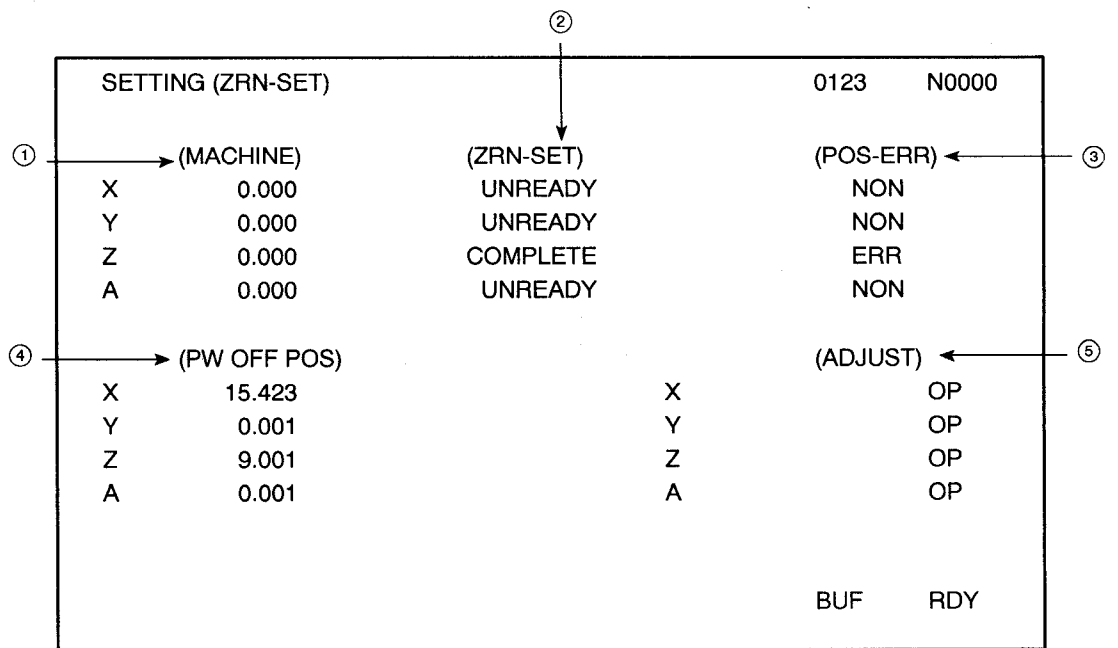 ②
SETTING (ZRN-SET) 0123 N0000
① (MACHINE) (ZRN-SET) (POS-ERR) ③
X 0.000 UNREADY NON
Y 0.000 UNREADY NON
Z 0.000 COMPLETE ERR
A 0.000 UNREADY NON
④ (PW OFF POS) (ADJUST) ⑤
X 15.423 X OP
Y 0.001 Y OP
Z 9.001 Z OP
A 0.001 A OP
BUF RDY